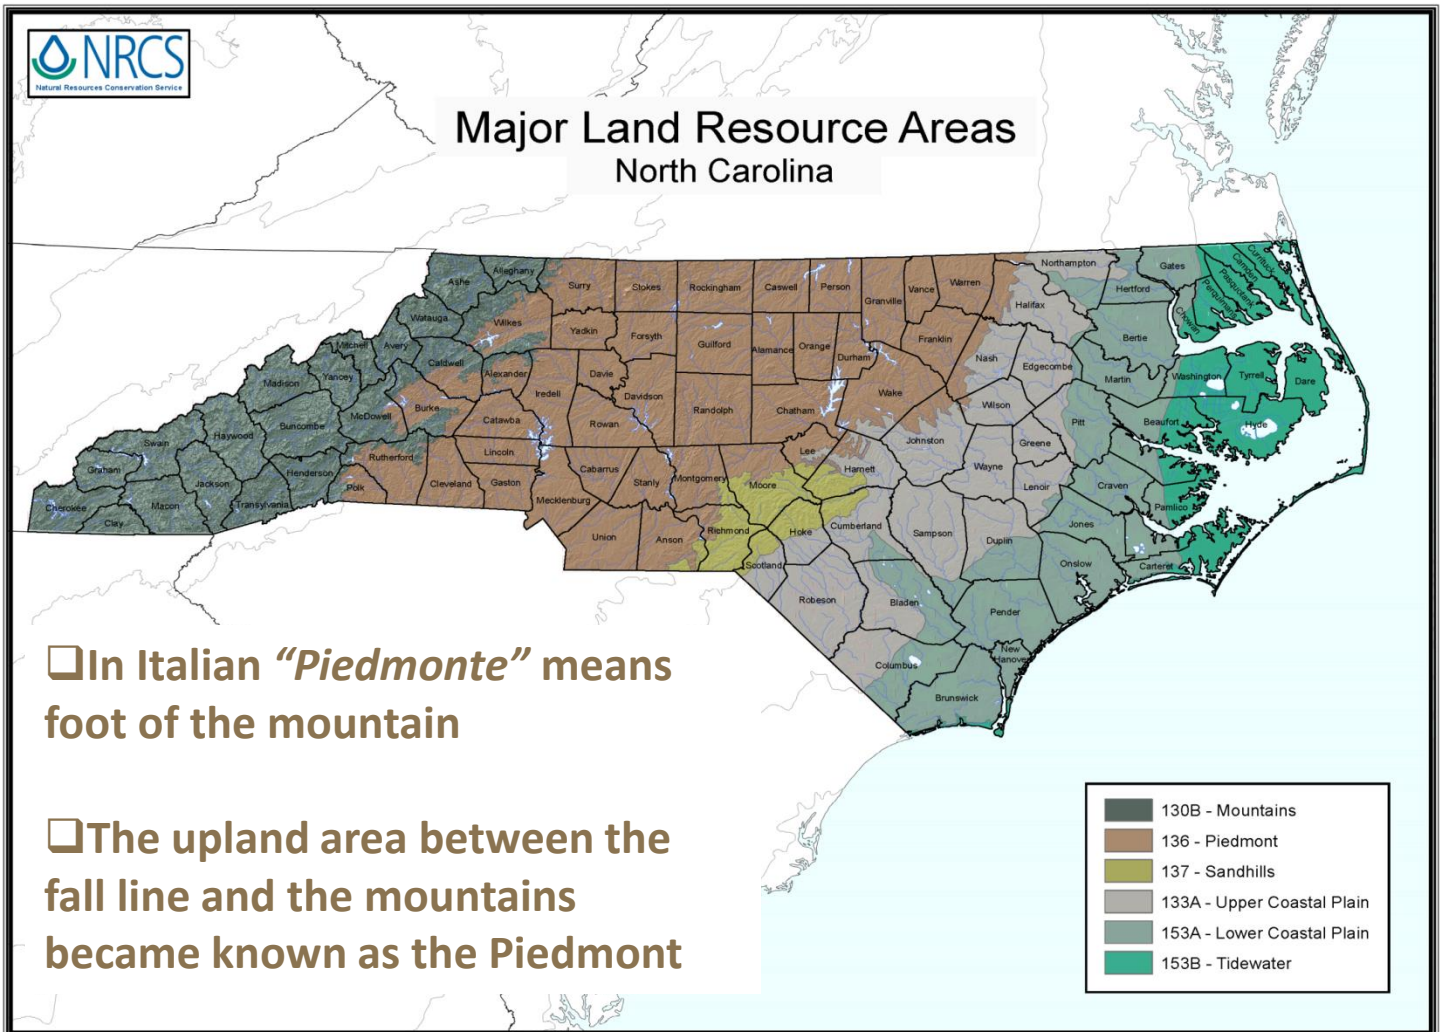 NRCS
Natural Resources Conservation Service
Major Land Resource Areas
North Carolina
Northampton
Gates
Currituck
Camden
Pasquotank
Perquimans
Chowan
Alleghany
Ashe
Surry
Stokes
Rockingham
Caswell
Person
Vance
Warren
Granville
Halifax
Hertford
Watauga
Wilkes
Yadkin
Forsyth
Guilford
Alamance
Orange
Durham
Franklin
Nash
Bertie
Mitchell
Avery
Caldwell
Alexander
Iredell
Davie
Davidson
Edgecombe
Martin
Washington
Tyrrell
Dare
Madison
Yancey
McDowell
Burke
Catawba
Rowan
Randolph
Chatham
Wake
Wilson
Pitt
Beaufort
Hyde
Swain
Haywood
Buncombe
Rutherford
Lincoln
Lee
Johnston
Greene
Graham
Jackson
Henderson
Polk
Cleveland
Gaston
Cabarrus
Stanly
Montgomery
Moore
Harnett
Wayne
Lenoir
Craven
Pamlico
Cherokee
Clay
Macon
Transylvania
Mecklenburg
Union
Anson
Richmond
Hoke
Cumberland
Sampson
Duplin
Jones
Onslow
Carteret
Scotland
Robeson
Bladen
Pender
Columbus
New
Hanover
Brunswick
❑In Italian “Piedmonte” means
foot of the mountain
❑The upland area between the
fall line and the mountains
became known as the Piedmont
130B - Mountains
136 - Piedmont
137 - Sandhills
133A - Upper Coastal Plain
153A - Lower Coastal Plain
153B - Tidewater